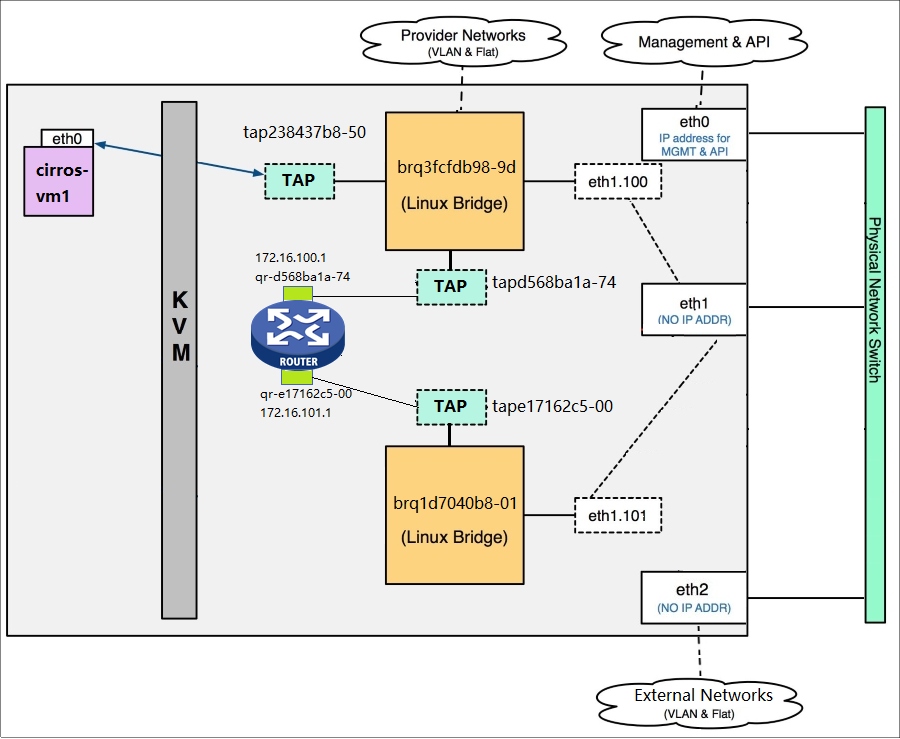 Provider Networks
(VLAN & Flat)
Management & API
tap238437b8-50
eth0
cirros-
vm1
TAP
brq3fcfdb98-9d
(Linux Bridge)
eth1.100
eth0
IP address for
MGMT & API
172.16.100.1
qr-d568ba1a-74
TAP
tapd568ba1a-74
KVM
ROUTER
eth1
(NO IP ADDR)
Physical Network Switch
qr-e17162c5-00
172.16.101.1
TAP
tape17162c5-00
brq1d7040b8-01
(Linux Bridge)
eth1.101
eth2
(NO IP ADDR)
External Networks
(VLAN & Flat)